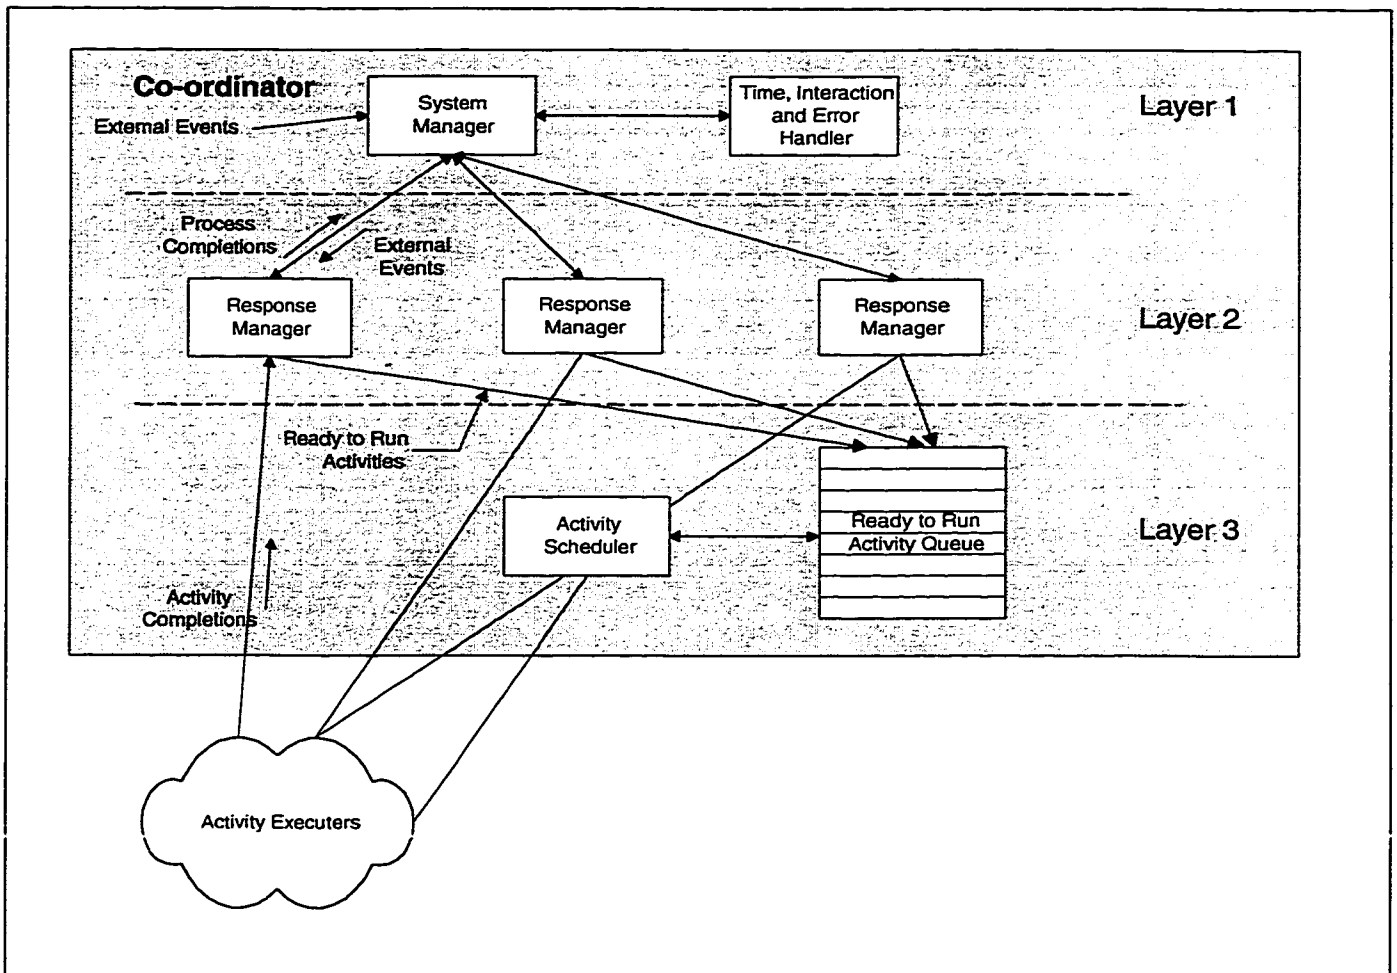 Co-ordinator
System
Manager
Time, Interaction
and Error
Handler
Layer 1
External Events
Process
Completions
External
Events
Response
Manager
Response
Manager
Response
Manager
Layer 2
Ready to Run
Activities
Activity
Scheduler
Ready to Run
Activity Queue
Layer 3
Activity
Completions
Activity Executers